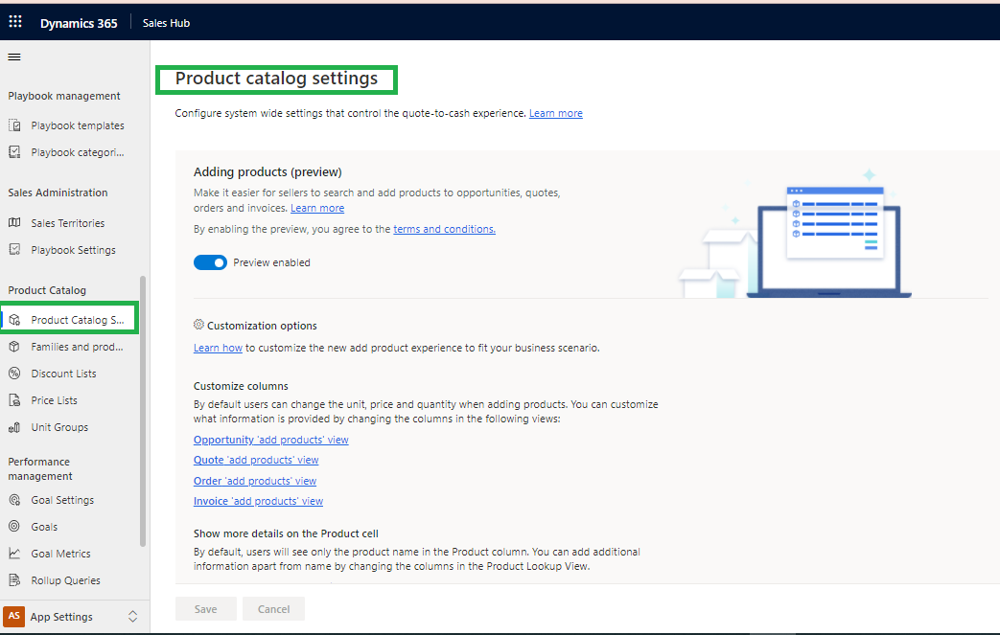 Dynamics 365
Sales Hub
Playbook management
Playbook templates
Playbook categori...
Sales Administration
Sales Territories
Playbook Settings
Product Catalog
Product Catalog S...
Families and prod...
Discount Lists
Price Lists
Unit Groups
Performance
management
Goal Settings
Goals
Goal Metrics
Rollup Queries
AS App Settings
Product catalog settings
Configure system wide settings that control the quote-to-cash experience. Learn more
Adding products (preview)
Make it easier for sellers to search and add products to opportunities, quotes,
orders and invoices. Learn more
By enabling the preview, you agree to the terms and conditions.
Preview enabled
Customization options
Learn how to customize the new add product experience to fit your business scenario.
Customize columns
By default users can change the unit, price and quantity when adding products. You can customize
what information is provided by changing the columns in the following views:
Opportunity 'add products' view
Quote 'add products' view
Order 'add products' view
Invoice 'add products' view
Show more details on the Product cell
By default, users will see only the product name in the Product column. You can add additional
information apart from name by changing the columns in the Product Lookup View.
Save
Cancel